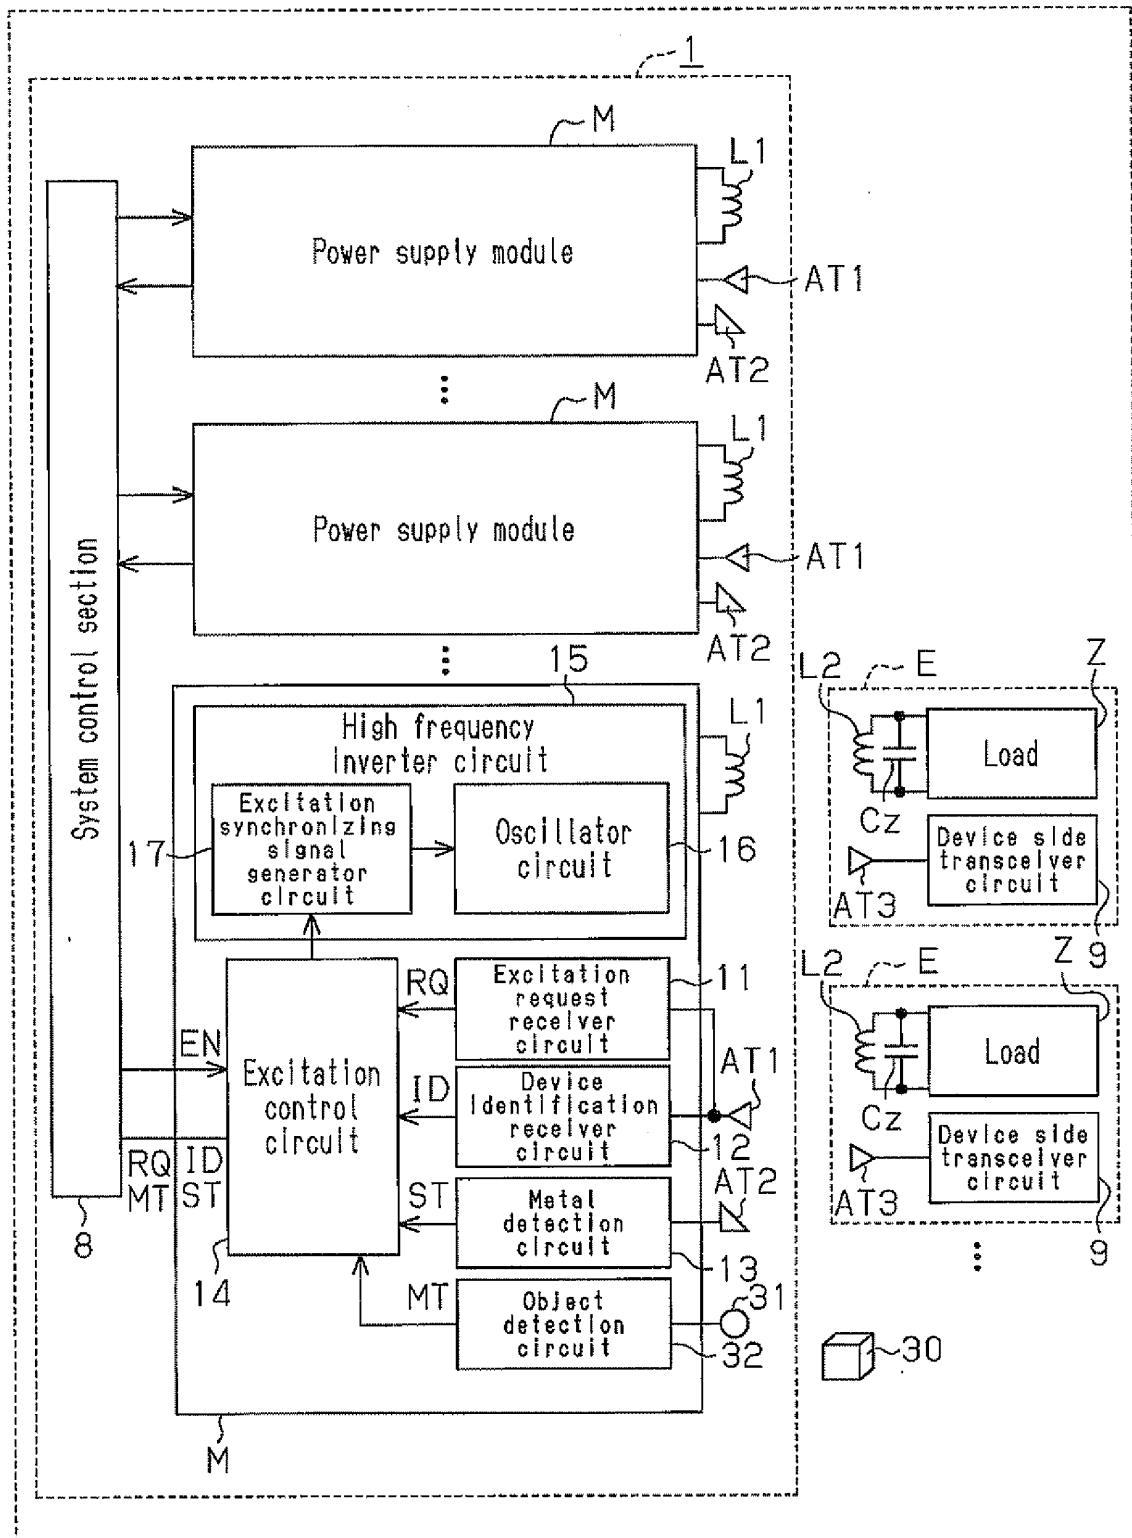 1
M
L1
Power supply module
AT1
AT2
M
L1
Power supply module
AT1
AT2
System control section
8
15
High frequency
inverter circuit
L1
17
Excitation
synchronizing
signal
generator
circuit
Oscillator
circuit
16
RQ
Excitation
request
receiver
circuit
11
EN
Excitation
control
circuit
14
ID
Device
identification
receiver
circuit
12
AT1
RQ ID
MT ST
ST
Metal
detection
circuit
13
AT2
MT
Object
detection
circuit
32
31
M
L2
E
Z
Load
Cz
Device side
transceiver
circuit
AT3
9
L2
E
Z
Load
Cz
Device side
transceiver
circuit
AT3
9
30